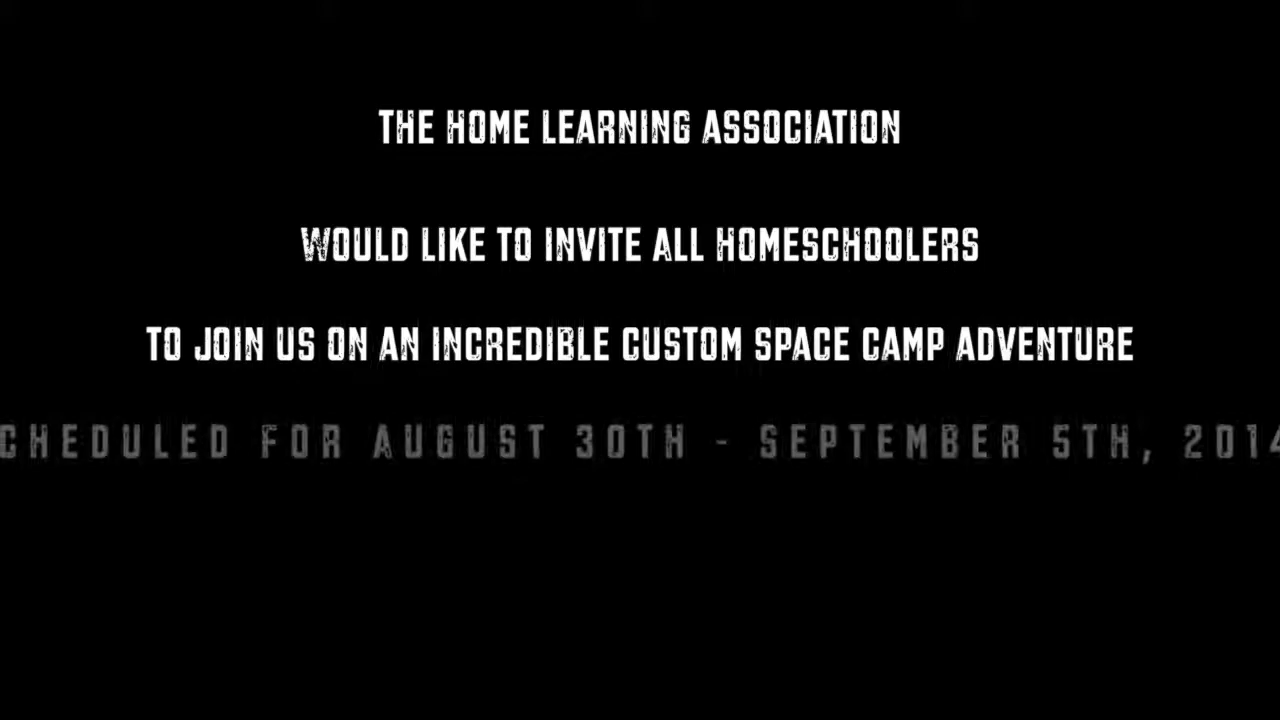 THE HOME LEARNING ASSOCIATION
WOULD LIKE TO INVITE ALL HOMESCHOOLERS
TO JOIN US ON AN INCREDIBLE CUSTOM SPACE CAMP ADVENTURE
CHEDULED FOR AUGUST 30TH - SEPTEMBER 5TH, 2014